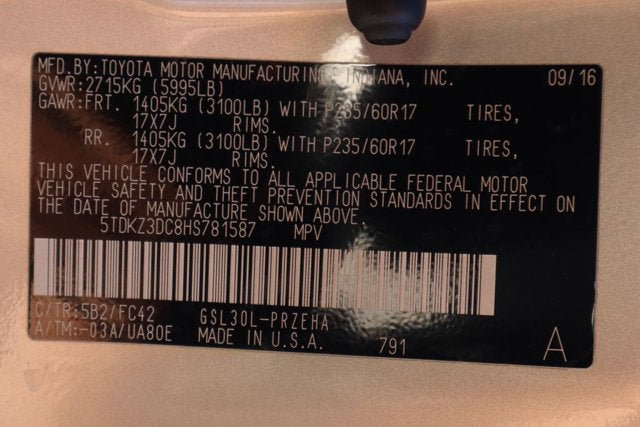 MFD.BY:TOYOTA MOTOR MANUFACTURING INDIANA, INC. 09/16
GVWR:2715KG (5995LB)
GAWR:FRT. 1405KG (3100LB) WITH P235/60R17 TIRES,
17X7J RIMS.
RR. 1405KG (3100LB) WITH P235/60R17 TIRES,
17X7J RIMS.
THIS VEHICLE CONFORMS TO ALL APPLICABLE FEDERAL MOTOR
VEHICLE SAFETY AND THEFT PREVENTION STANDARDS IN EFFECT ON
THE DATE OF MANUFACTURE SHOWN ABOVE.
5TDKZ3DC8HS781587 MPV
C/TR:5B2/FC42 GSL30L-PRZEHA
A/TM:-03A/UA80E MADE IN U.S.A. 791 A